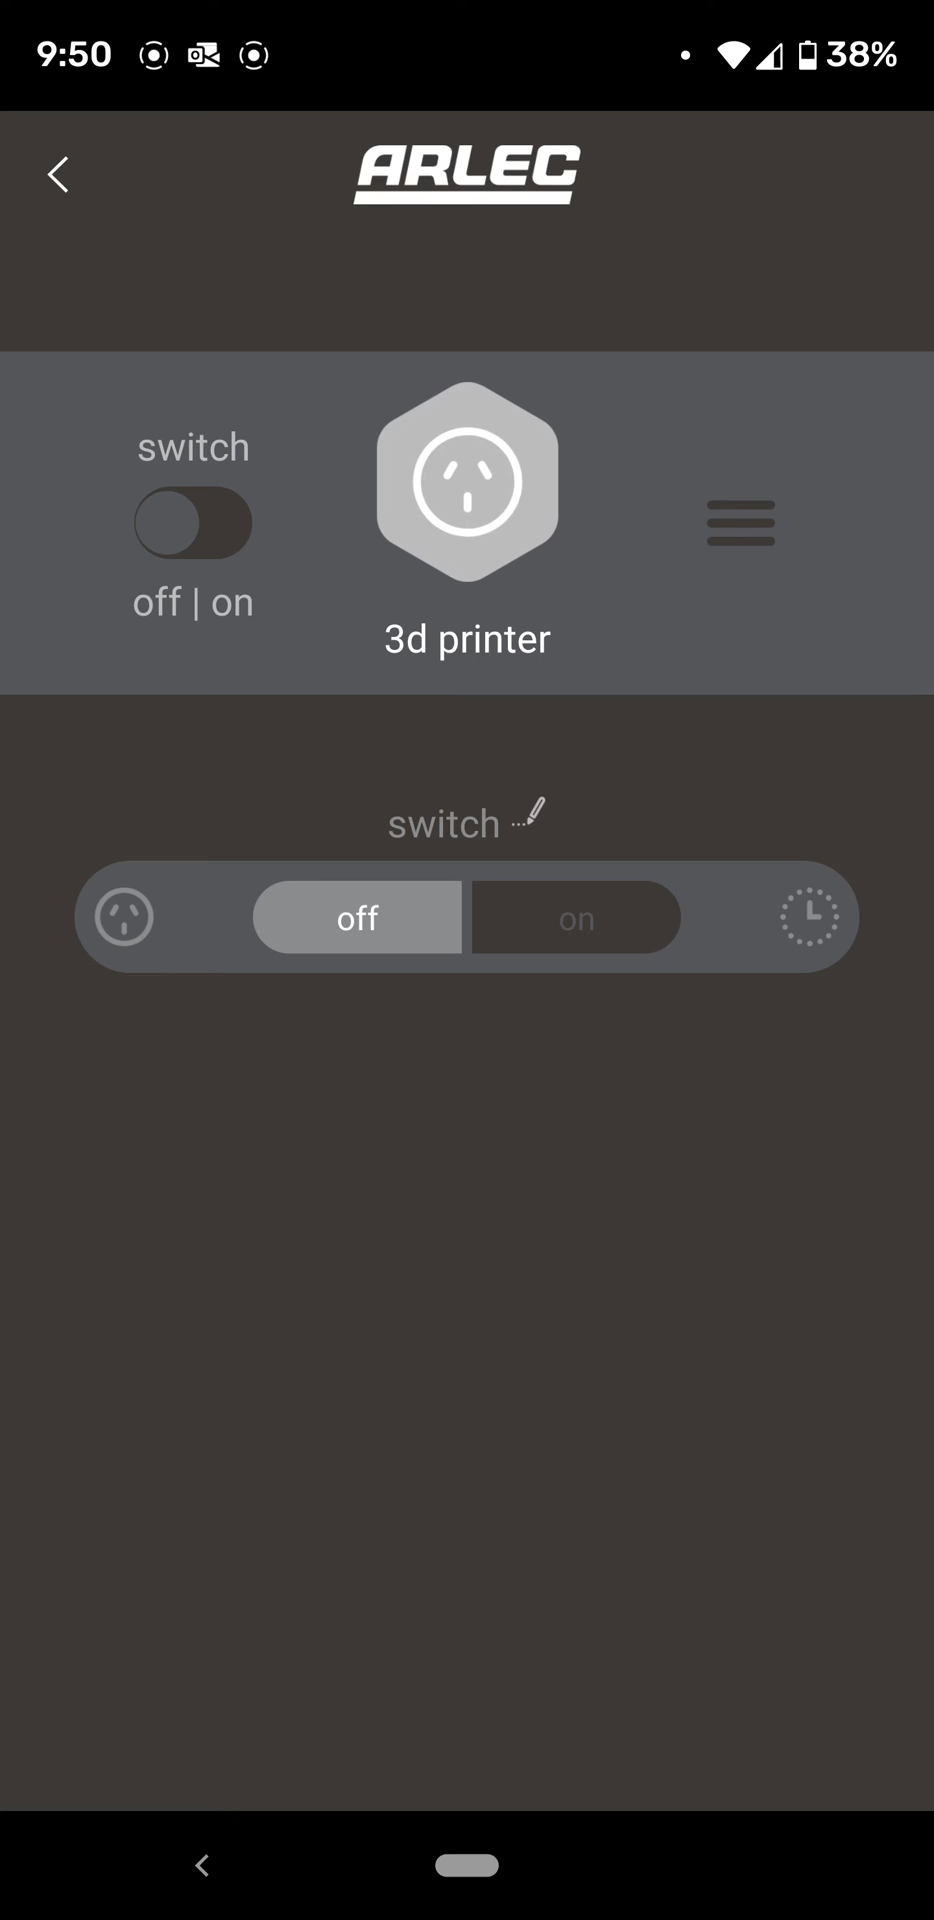 9:50
38%
ARLEC
switch
off | on
3d printer
switch
off
on